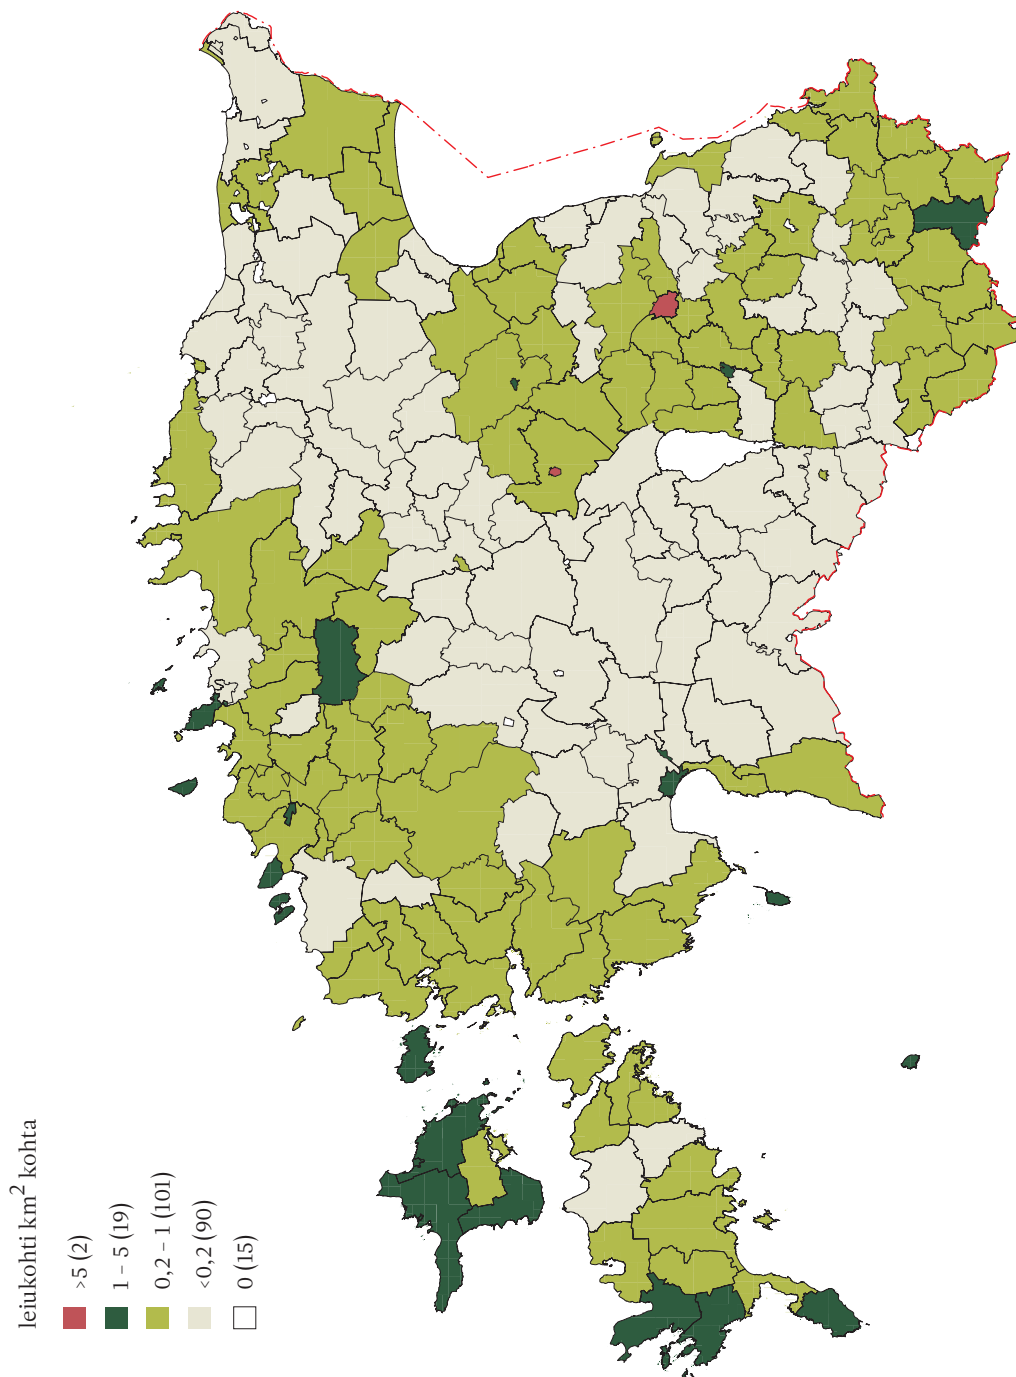 leiukohti km² kohta
>5 (2)
1 – 5 (19)
0,2 – 1 (101)
<0,2 (90)
0 (15)